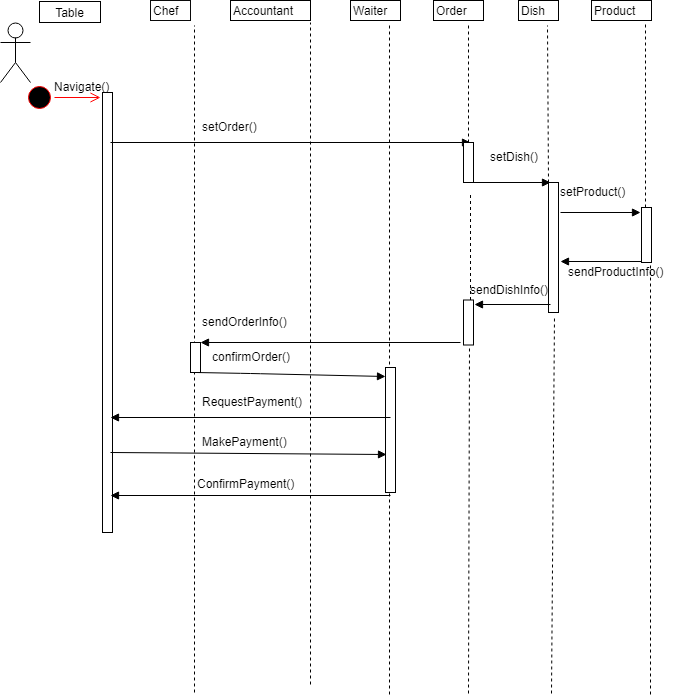 Table
Chef
Accountant
Waiter
Order
Dish
Product
Navigate()
setOrder()
setDish()
setProduct()
sendProductInfo()
sendDishInfo()
sendOrderInfo()
confirmOrder()
RequestPayment()
MakePayment()
ConfirmPayment()